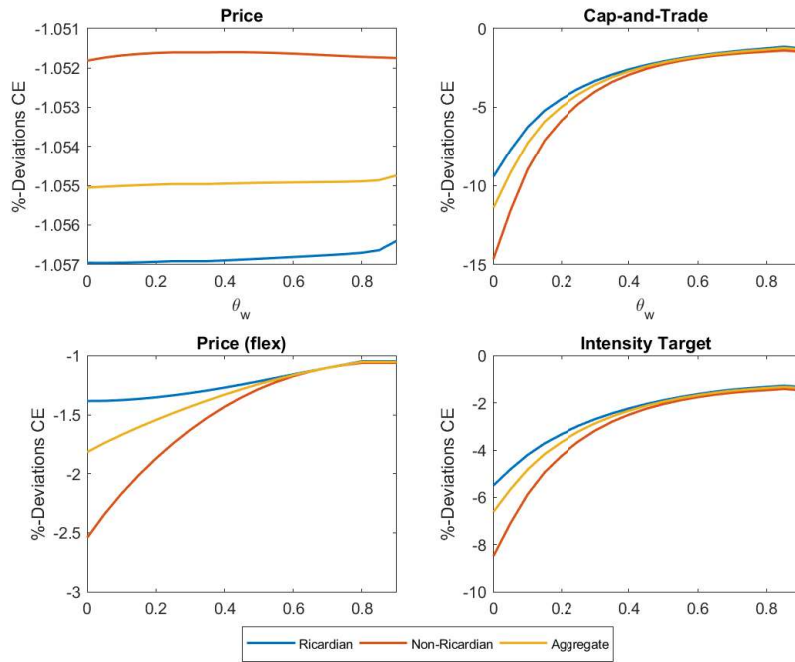 Price
-1.051
-1.052
-1.053
-1.054
-1.055
-1.056
-1.057
%-Deviations CE
0 0.2 0.4 0.6 0.8
θw
Cap-and-Trade
0
-5
-10
-15
%-Deviations CE
0 0.2 0.4 0.6 0.8
θw
Price (flex)
-1
-1.5
-2
-2.5
-3
%-Deviations CE
0 0.2 0.4 0.6 0.8
Intensity Target
0
-2
-4
-6
-8
-10
%-Deviations CE
0 0.2 0.4 0.6 0.8
Ricardian Non-Ricardian Aggregate